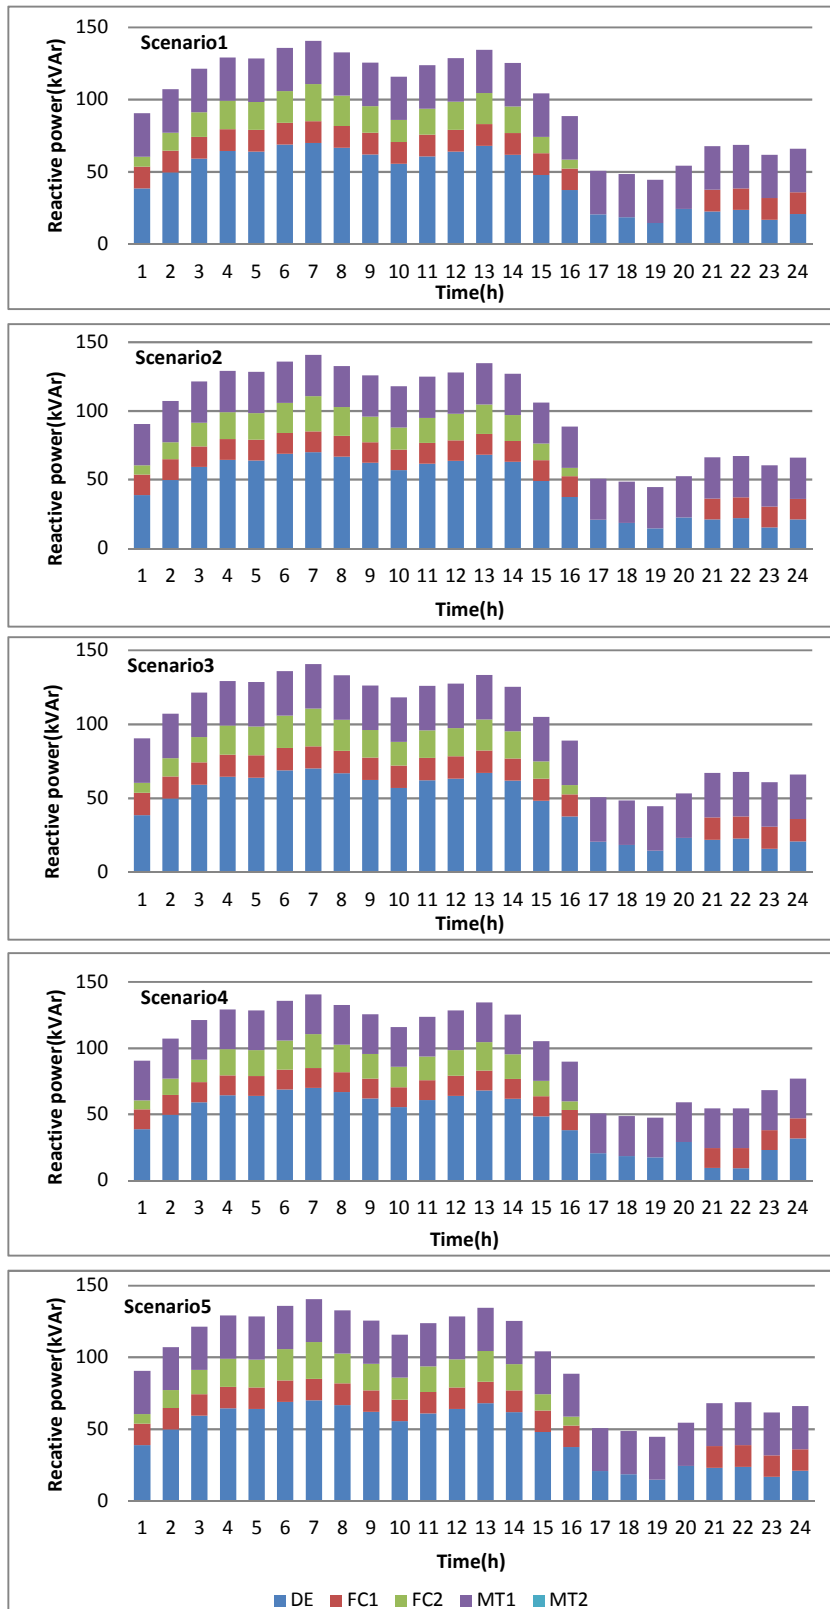 Scenario1
Reactive power(kVAr)
150
100
50
0
1 2 3 4 5 6 7 8 9 10 11 12 13 14 15 16 17 18 19 20 21 22 23 24
Time(h)
Scenario2
Reactive power(kVAr)
150
100
50
0
1 2 3 4 5 6 7 8 9 10 11 12 13 14 15 16 17 18 19 20 21 22 23 24
Time(h)
Scenario3
Reactive power(kVAr)
150
100
50
0
1 2 3 4 5 6 7 8 9 10 11 12 13 14 15 16 17 18 19 20 21 22 23 24
Time(h)
Scenario4
Reactive power(kVAr)
150
100
50
0
1 2 3 4 5 6 7 8 9 10 11 12 13 14 15 16 17 18 19 20 21 22 23 24
Time(h)
Scenario5
Recative power(kVAr)
150
100
50
0
1 2 3 4 5 6 7 8 9 10 11 12 13 14 15 16 17 18 19 20 21 22 23 24
Time(h)
DE FC1 FC2 MT1 MT2